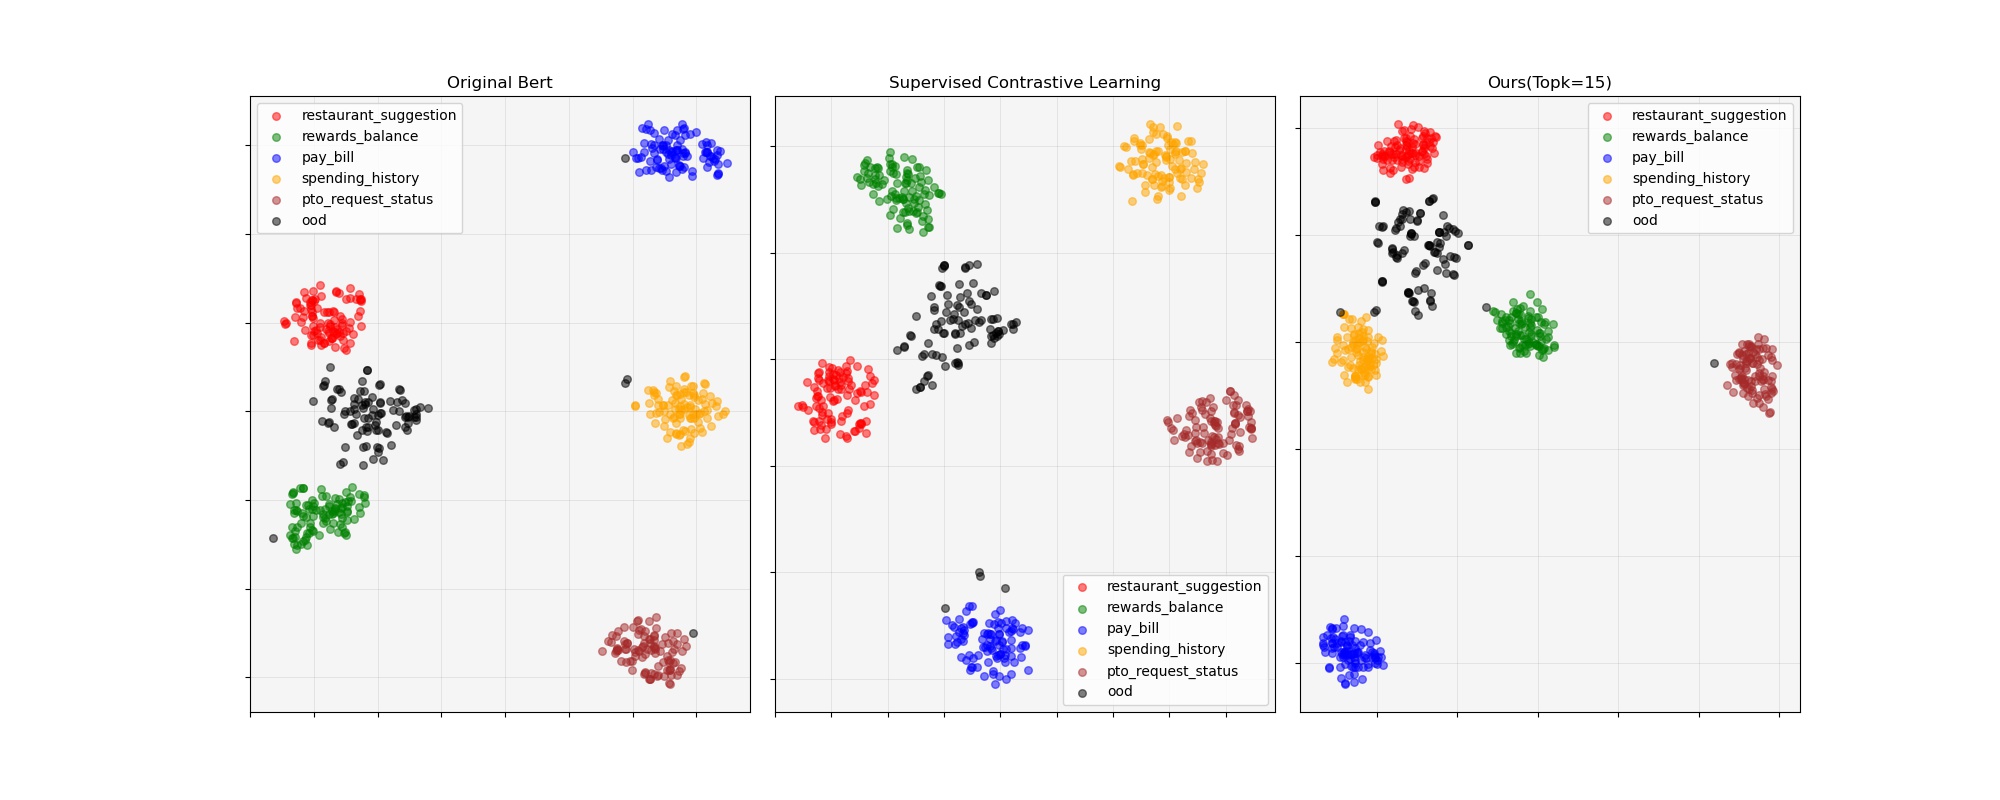 Original Bert
restaurant_suggestion
rewards_balance
pay_bill
spending_history
pto_request_status
ood
Supervised Contrastive Learning
restaurant_suggestion
rewards_balance
pay_bill
spending_history
pto_request_status
ood
Ours(Topk=15)
restaurant_suggestion
rewards_balance
pay_bill
spending_history
pto_request_status
ood